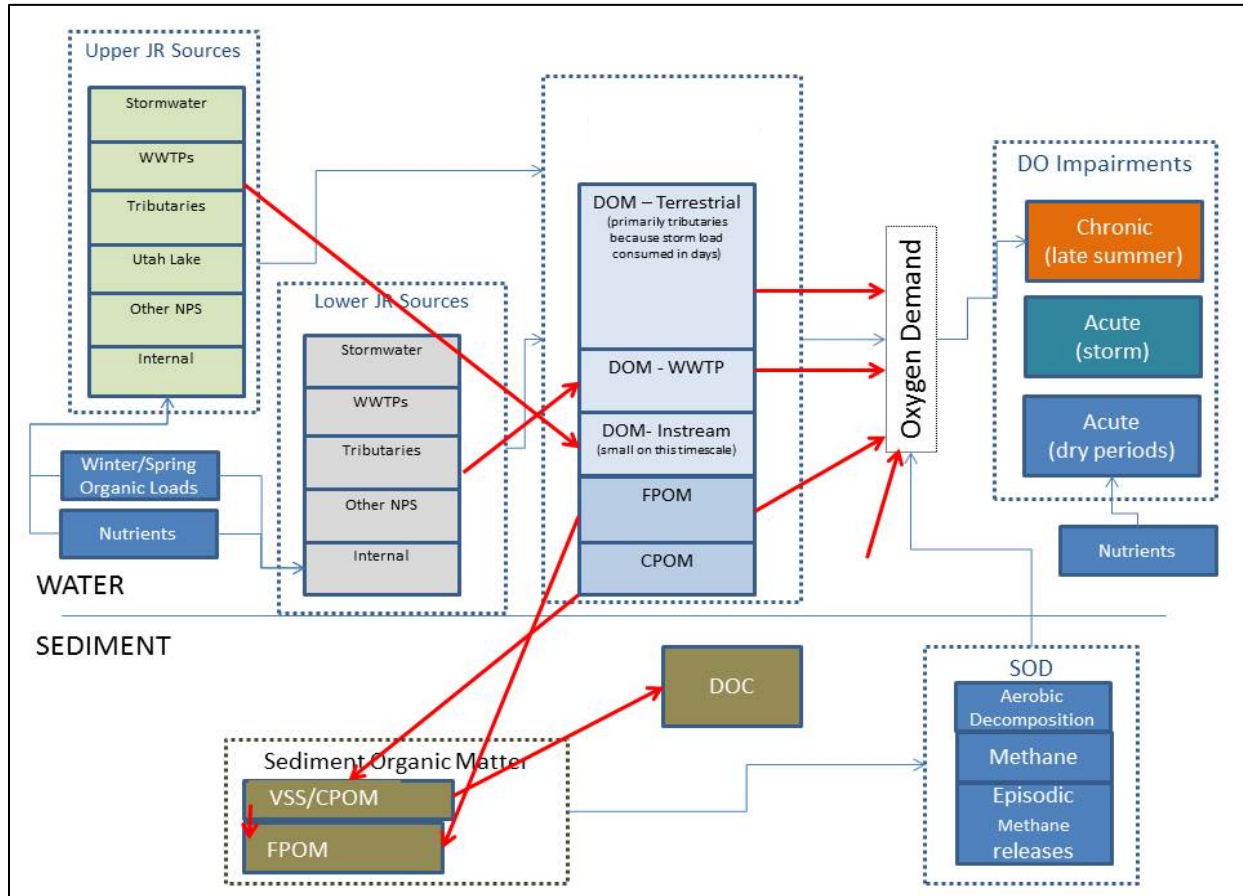 Upper JR Sources
Stormwater
WWTPs
Tributaries
Utah Lake
Other NPS
Internal
Winter/Spring
Organic Loads
Nutrients
Lower JR Sources
Stormwater
WWTPs
Tributaries
Other NPS
Internal
DOM – Terrestrial
(primarily tributaries
because storm load
consumed in days)
DOM - WWTP
DOM- Instream
(small on this timescale)
FPOM
CPOM
Oxygen Demand
DO Impairments
Chronic
(late summer)
Acute
(storm)
Acute
(dry periods)
Nutrients
WATER
SEDIMENT
DOC
Sediment Organic Matter
VSS/CPOM
FPOM
SOD
Aerobic
Decomposition
Methane
Episodic
Methane
releases